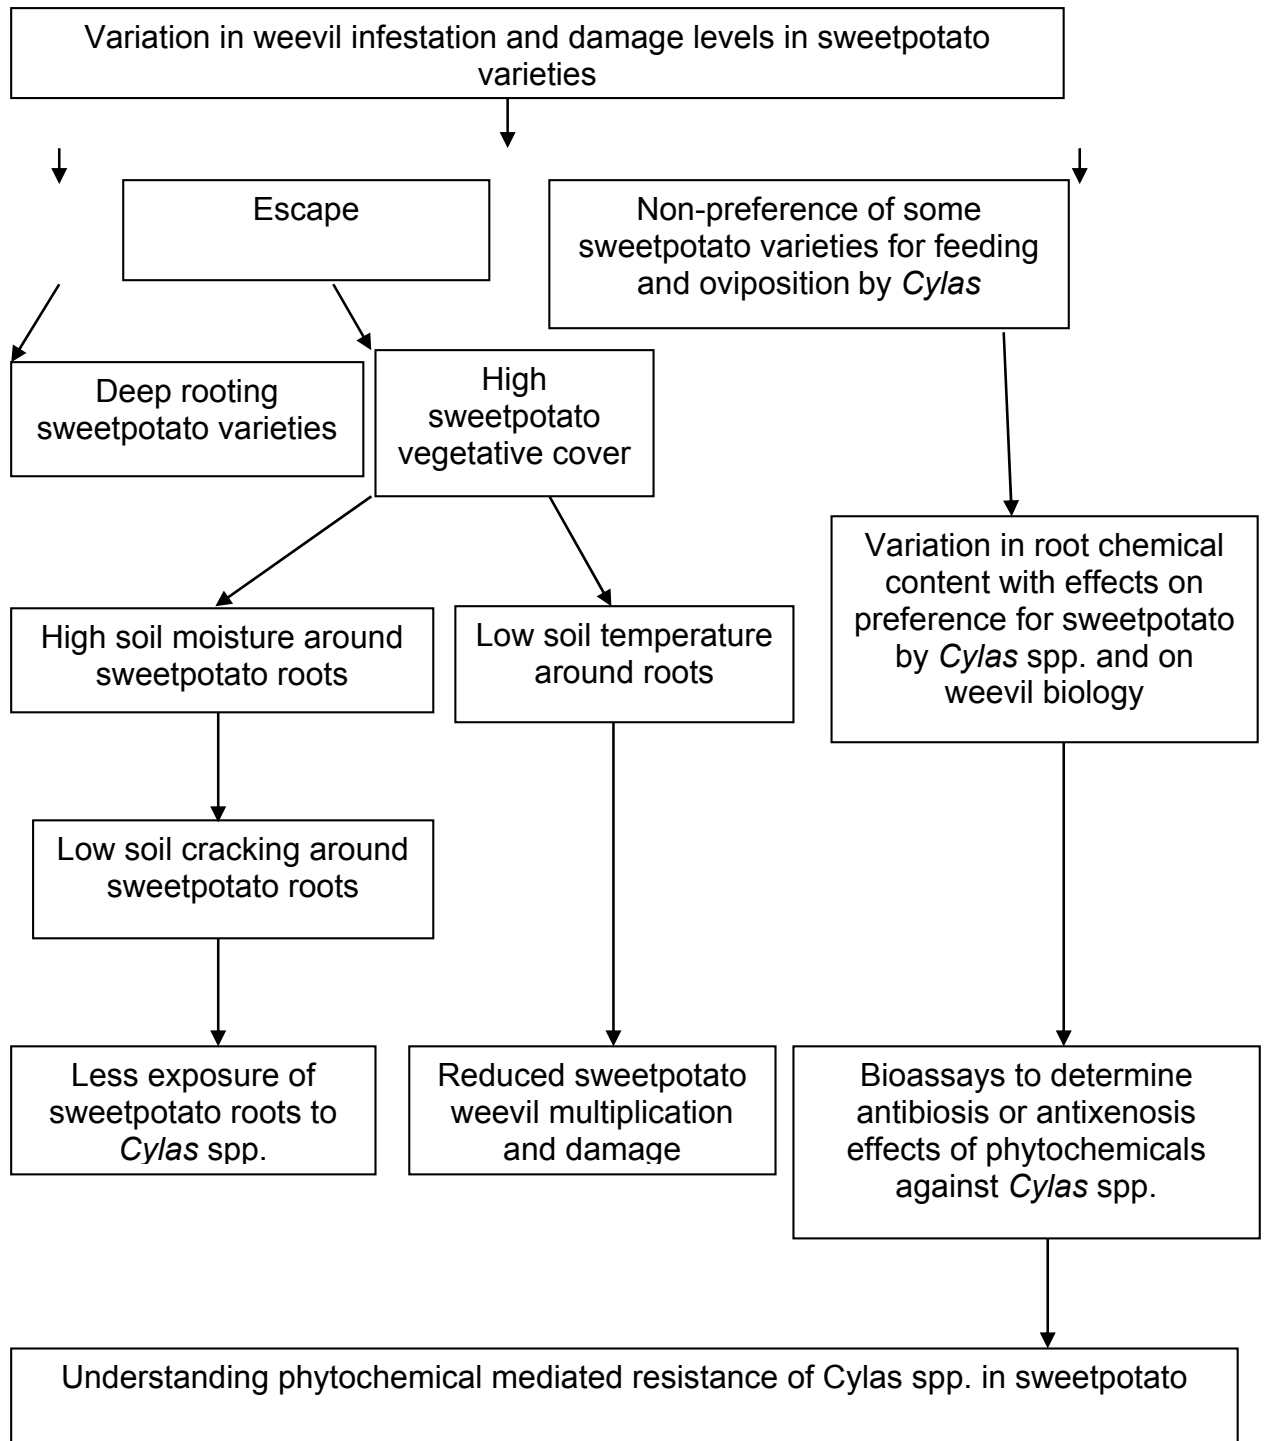 Variation in weevil infestation and damage levels in sweetpotato
varieties
Escape
Non-preference of some
sweetpotato varieties for feeding
and oviposition by Cylas
Deep rooting
sweetpotato varieties
High
sweetpotato
vegetative cover
Variation in root chemical
content with effects on
preference for sweetpotato
by Cylas spp. and on
weevil biology
High soil moisture around
sweetpotato roots
Low soil temperature
around roots
Low soil cracking around
sweetpotato roots
Less exposure of
sweetpotato roots to
Cylas spp.
Reduced sweetpotato
weevil multiplication
and damage
Bioassays to determine
antibiosis or antixenosis
effects of phytochemicals
against Cylas spp.
Understanding phytochemical mediated resistance of Cylas spp. in sweetpotato